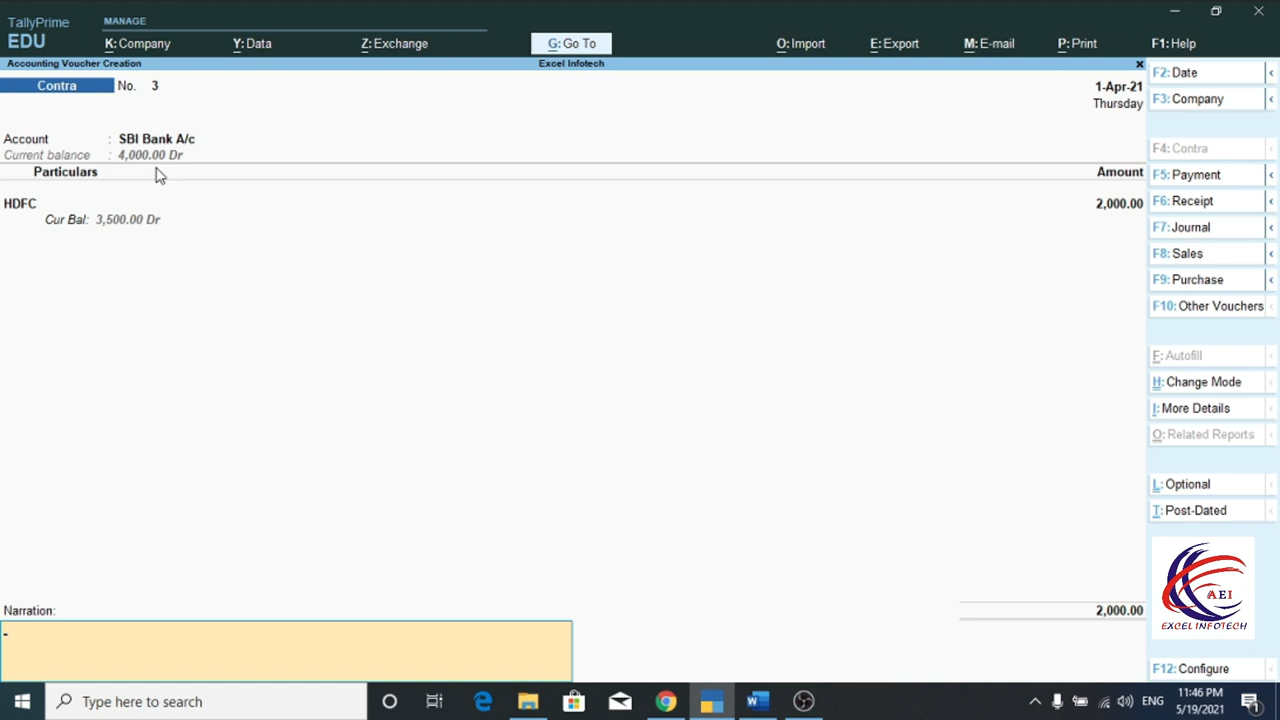 TallyPrime
EDU
MANAGE
K: Company
Y: Data
Z: Exchange
G: Go To
O: Import
E: Export
M: E-mail
P: Print
F1: Help
Accounting Voucher Creation
Excel Infotech
Contra
No. 3
1-Apr-21
Thursday
Account : SBI Bank A/c
Current balance : 4,000.00 Dr
Particulars
Amount
HDFC
2,000.00
Cur Bal: 3,500.00 Dr
Narration:
2,000.00
F2: Date
F3: Company
F4: Contra
F5: Payment
F6: Receipt
F7: Journal
F8: Sales
F9: Purchase
F10: Other Vouchers
F: Autofill
H: Change Mode
I: More Details
O: Related Reports
L: Optional
T: Post-Dated
AEI
EXCEL INFOTECH
F12: Configure
Type here to search
ENG
11:46 PM
5/19/2021
1